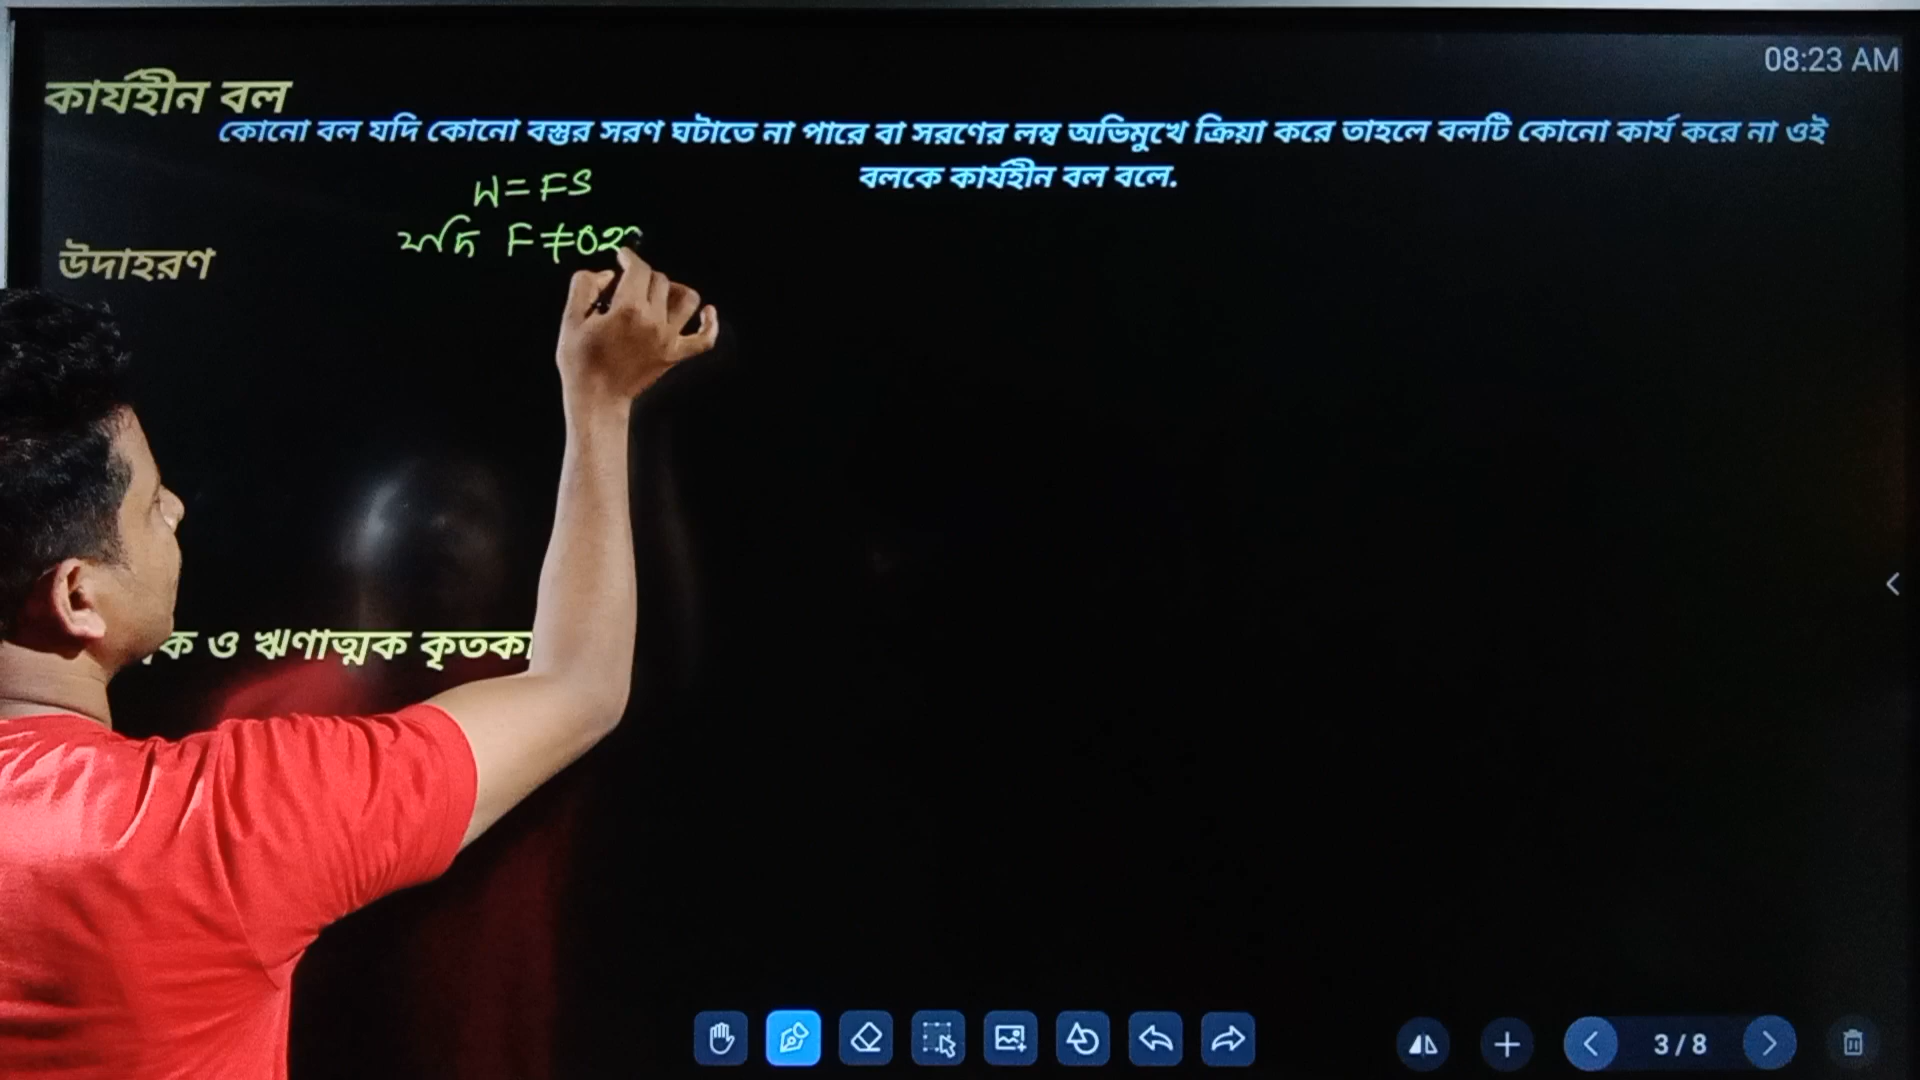 08:23 AM
কার্যহীন বল
কোনো বল যদি কোনো বস্তুর সরণ ঘটাতে না পারে বা সরণের লম্ব অভিমুখে ক্রিয়া করে তাহলে বলটি কোনো কার্য করে না ওই
বলকে কার্যহীন বল বলে.
W=FS
যদি F≠0
উদাহরণ
ও ঋণাত্মক
3/8